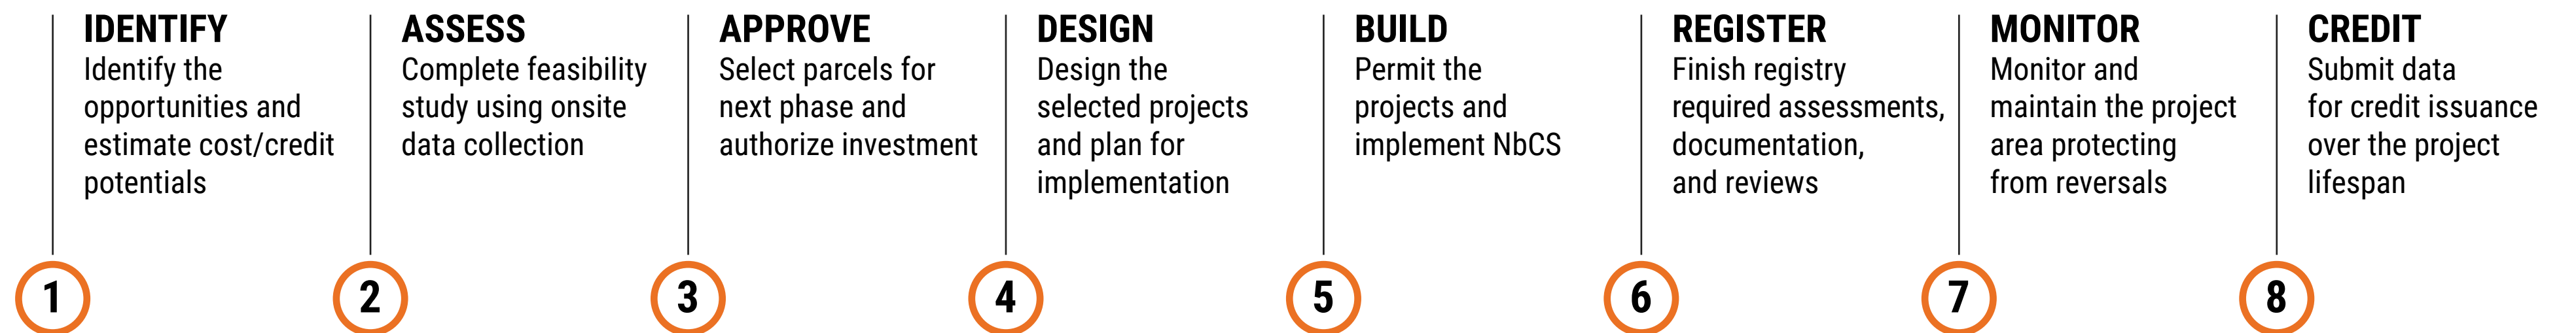 IDENTIFY
Identify the
opportunities and
estimate cost/credit
potentials
1
ASSESS
Complete feasibility
study using onsite
data collection
2
APPROVE
Select parcels for
next phase and
authorize investment
3
DESIGN
Design the
selected projects
and plan for
implementation
4
BUILD
Permit the
projects and
implement NbCS
5
REGISTER
Finish registry
required assessments,
documentation,
and reviews
6
MONITOR
Monitor and
maintain the project
area protecting
from reversals
7
CREDIT
Submit data
for credit issuance
over the project
lifespan
8